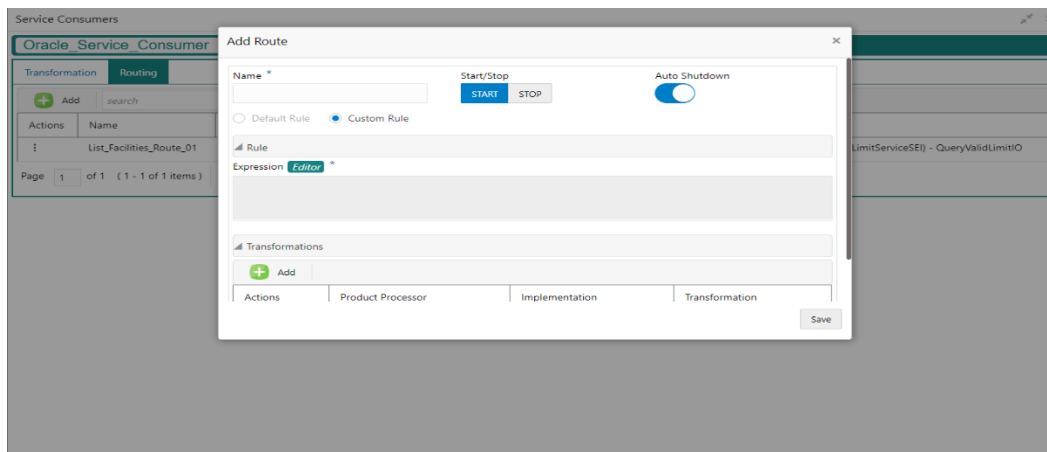 Service Consumers
Oracle_Service_Consumer
Transformation Routing
Add search
Actions Name
List_Facilities_Route_01 LimitServiceSEI) - QueryValidLimitIO
Page 1 of 1 (1 - 1 of 1 items)
Add Route
Name * Start/Stop Auto Shutdown
START STOP
Default Rule Custom Rule
Rule
Expression Editor *
Transformations
Add
Actions Product Processor Implementation Transformation
Save